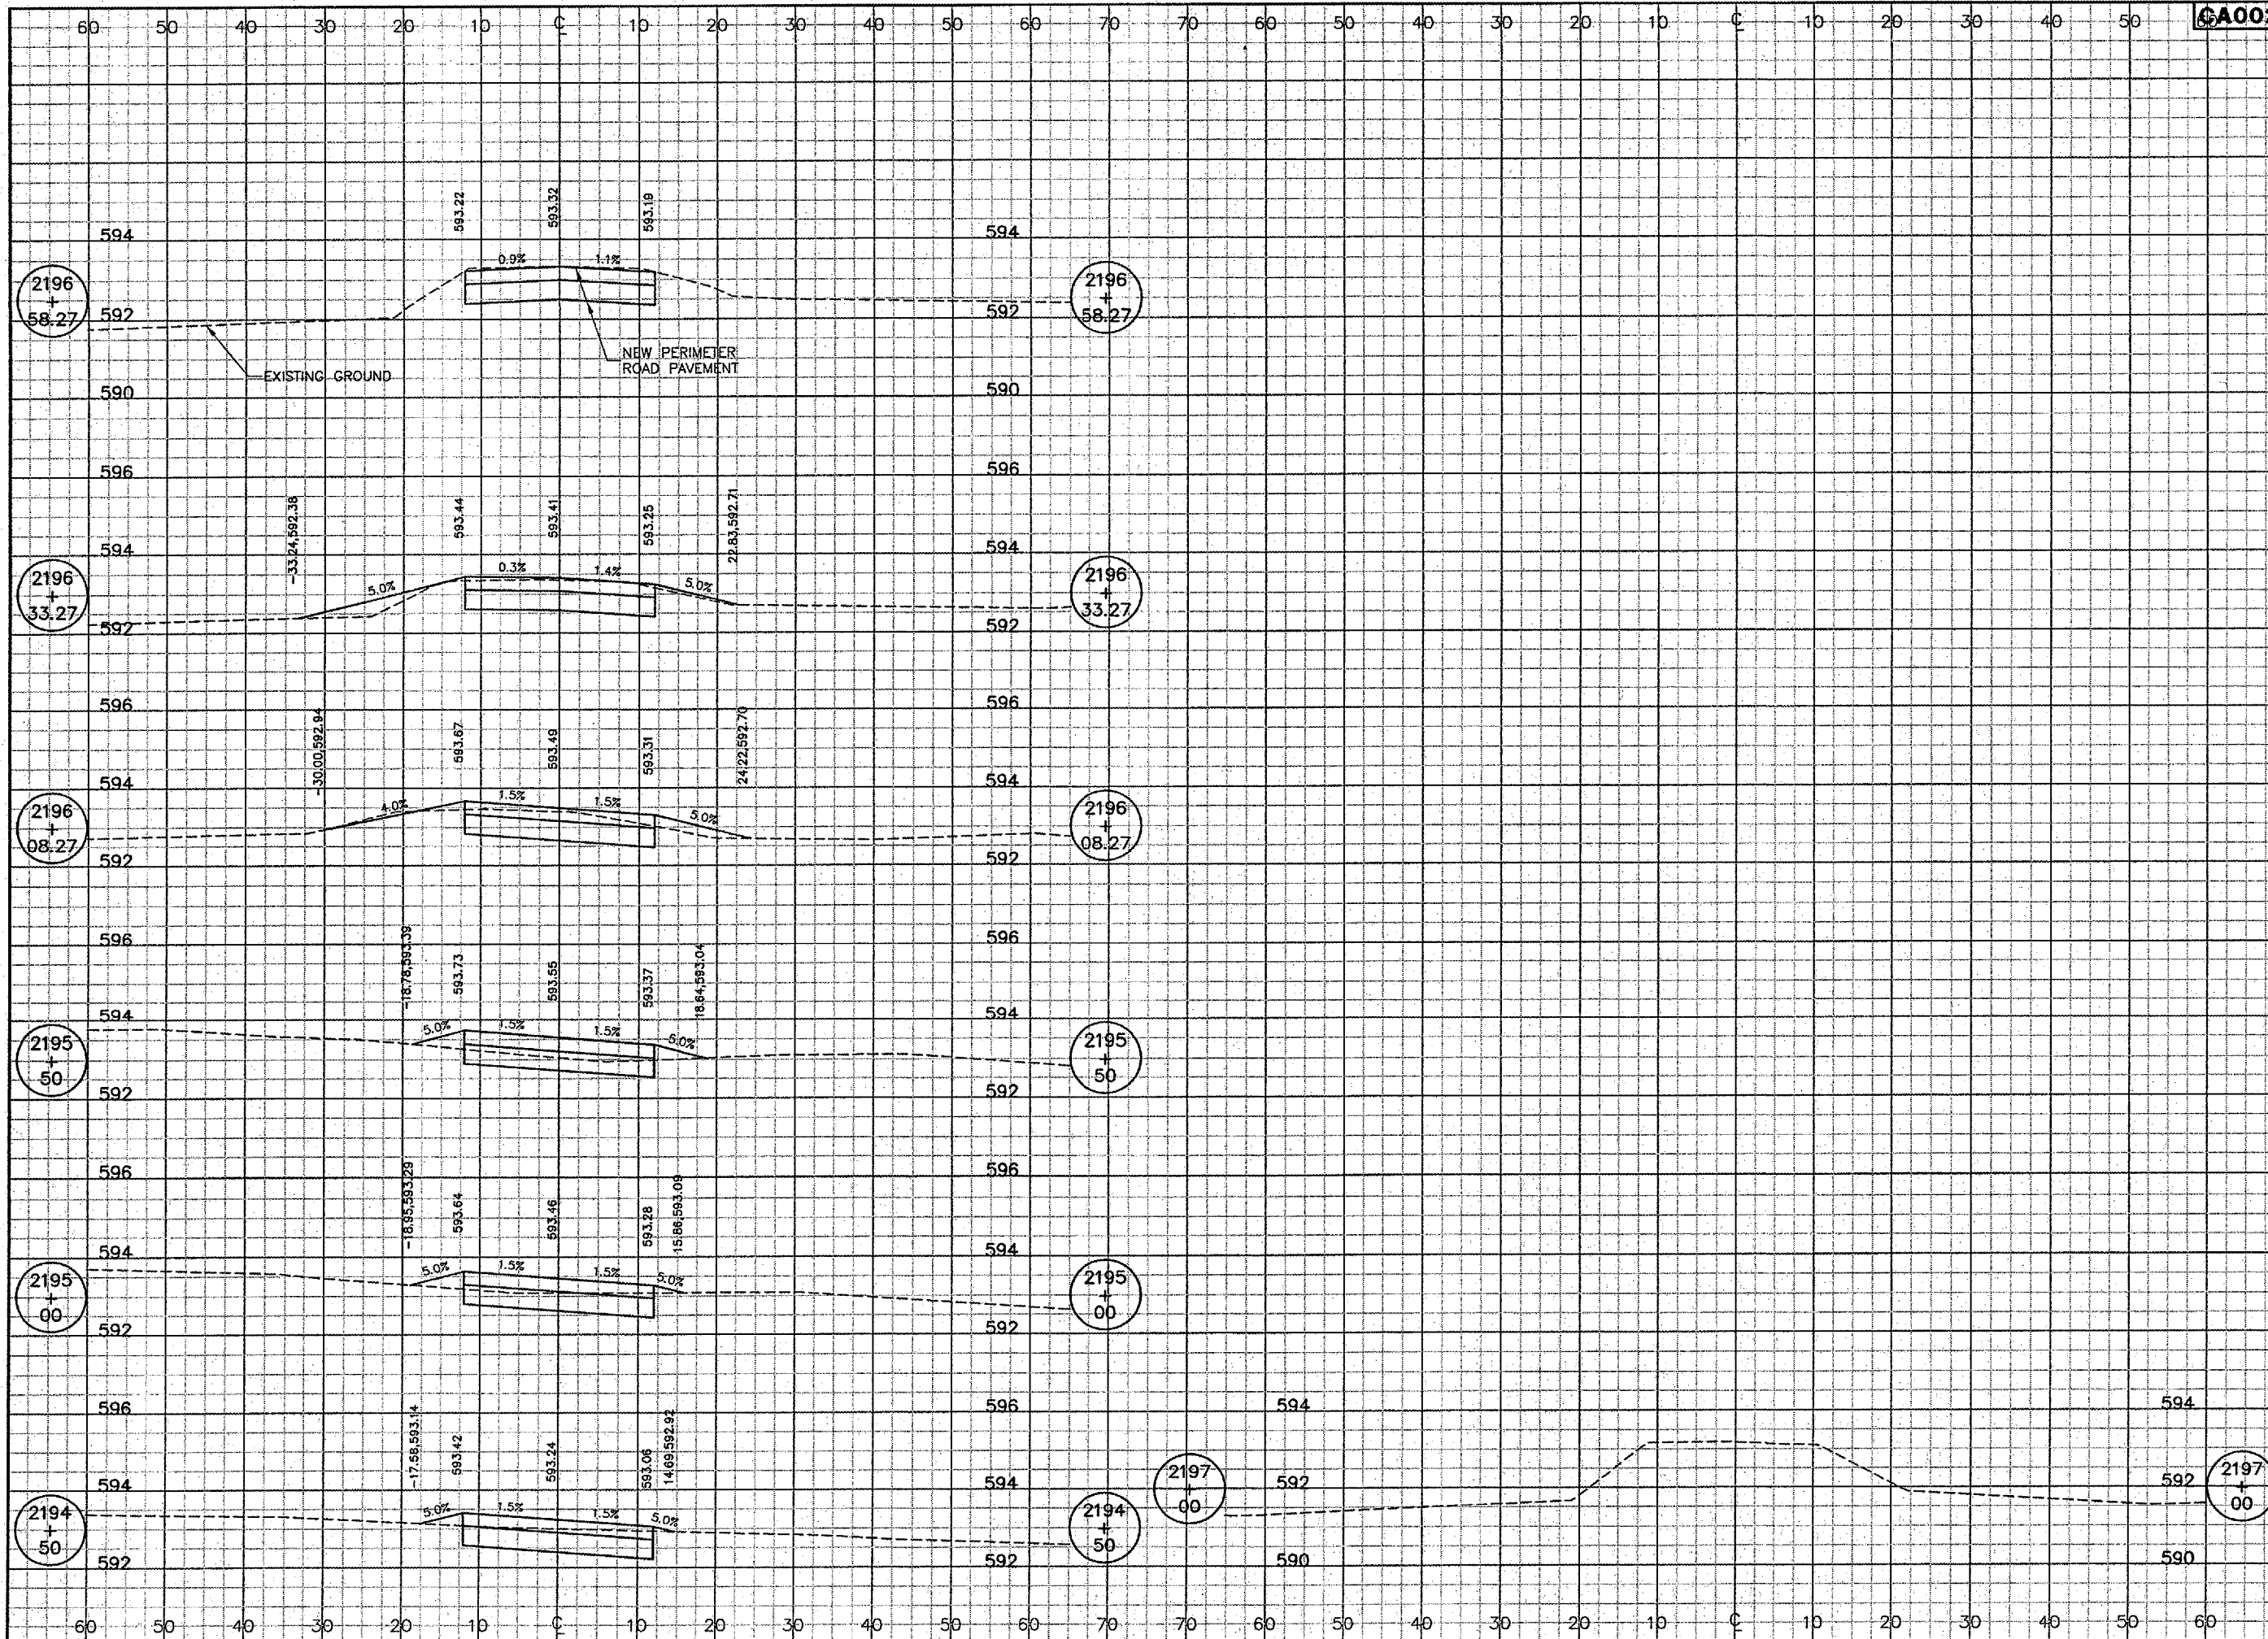 60 50 40 30 20 10 ℄ 10 20 30 40 50 60 70 70 60 50 40 30 20 10 ℄ 10 20 30 40 50 60
593.22 593.32 593.19
594 594
0.9% 1.1%
2196 + 58.27
2196 + 58.27
592 592
NEW PERIMETER
ROAD PAVEMENT
EXISTING GROUND
590 590
596 596
-33.24,592.38 593.44 593.41 593.25 22.83,592.71
594 594
5.0% 0.3% 1.4% 5.0%
2196 + 33.27
2196 + 33.27
592 592
596 596
-30.00,592.94 593.67 593.49 593.31 24.22,592.70
594 594
4.0% 1.5% 1.5% 5.0%
2196 + 08.27
2196 + 08.27
592 592
596 596
-18.78,593.39 593.73 593.55 593.37 18.64,593.04
594 594
5.0% 1.5% 1.5% 5.0%
2195 + 50
2195 + 50
592 592
596 596
-18.95,593.29 593.64 593.46 593.28 15.86,593.09
594 594
5.0% 1.5% 1.5% 5.0%
2195 + 00
2195 + 00
592 592
596 596 594 594
-17.58,593.14 593.42 593.24 593.06 14.69,592.92
594 594 592 592
5.0% 1.5% 1.5% 5.0%
2194 + 50
2194 + 50
2197 + 00
2197 + 00
592 592 590 590
60 50 40 30 20 10 ℄ 10 20 30 40 50 60 70 70 60 50 40 30 20 10 ℄ 10 20 30 40 50 60